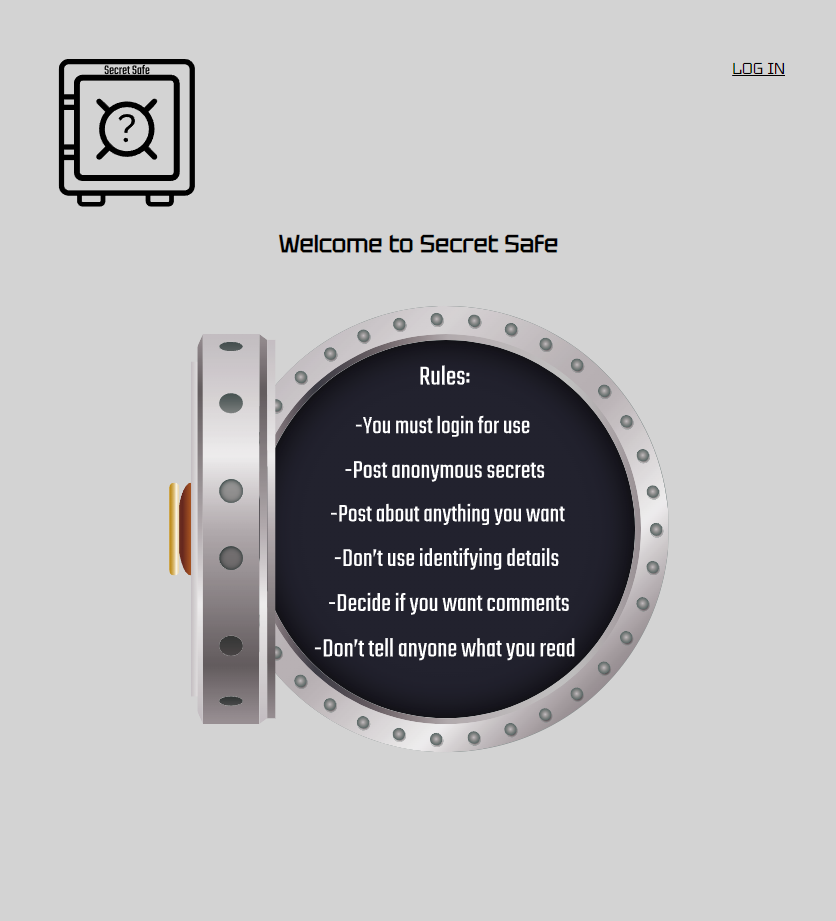 Secret Safe
?
LOG IN
Welcome to Secret Safe
Rules:
-You must login for use
-Post anonymous secrets
-Post about anything you want
-Don't use identifying details
-Decide if you want comments
-Don't tell anyone what you read